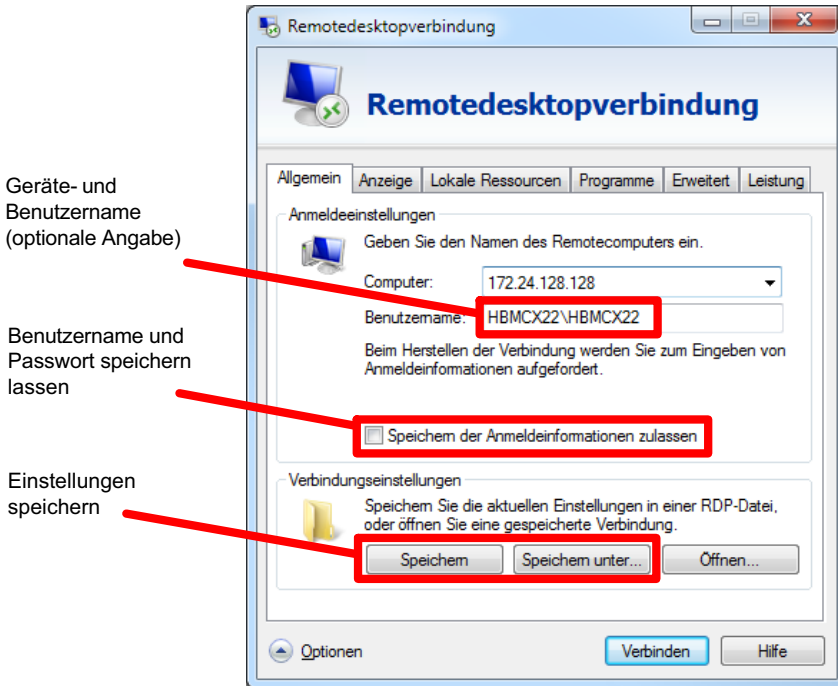 Remotedesktopverbindung
Remotedesktopverbindung
Allgemein Anzeige Lokale Ressourcen Programme Erweitert Leistung
Geräte- und
Benutzername
(optionale Angabe)
Anmeldeeinstellungen
Geben Sie den Namen des Remotecomputers ein.
Computer: 172.24.128.128
Benutzername: HBMCX22\HBMCX22
Beim Herstellen der Verbindung werden Sie zum Eingeben von
Anmeldeinformationen aufgefordert.
Benutzername und
Passwort speichern
lassen
Speichern der Anmeldeinformationen zulassen
Einstellungen
speichern
Verbindungseinstellungen
Speichern Sie die aktuellen Einstellungen in einer RDP-Datei,
oder öffnen Sie eine gespeicherte Verbindung.
Speichern Speichern unter... Öffnen...
Optionen Verbinden Hilfe